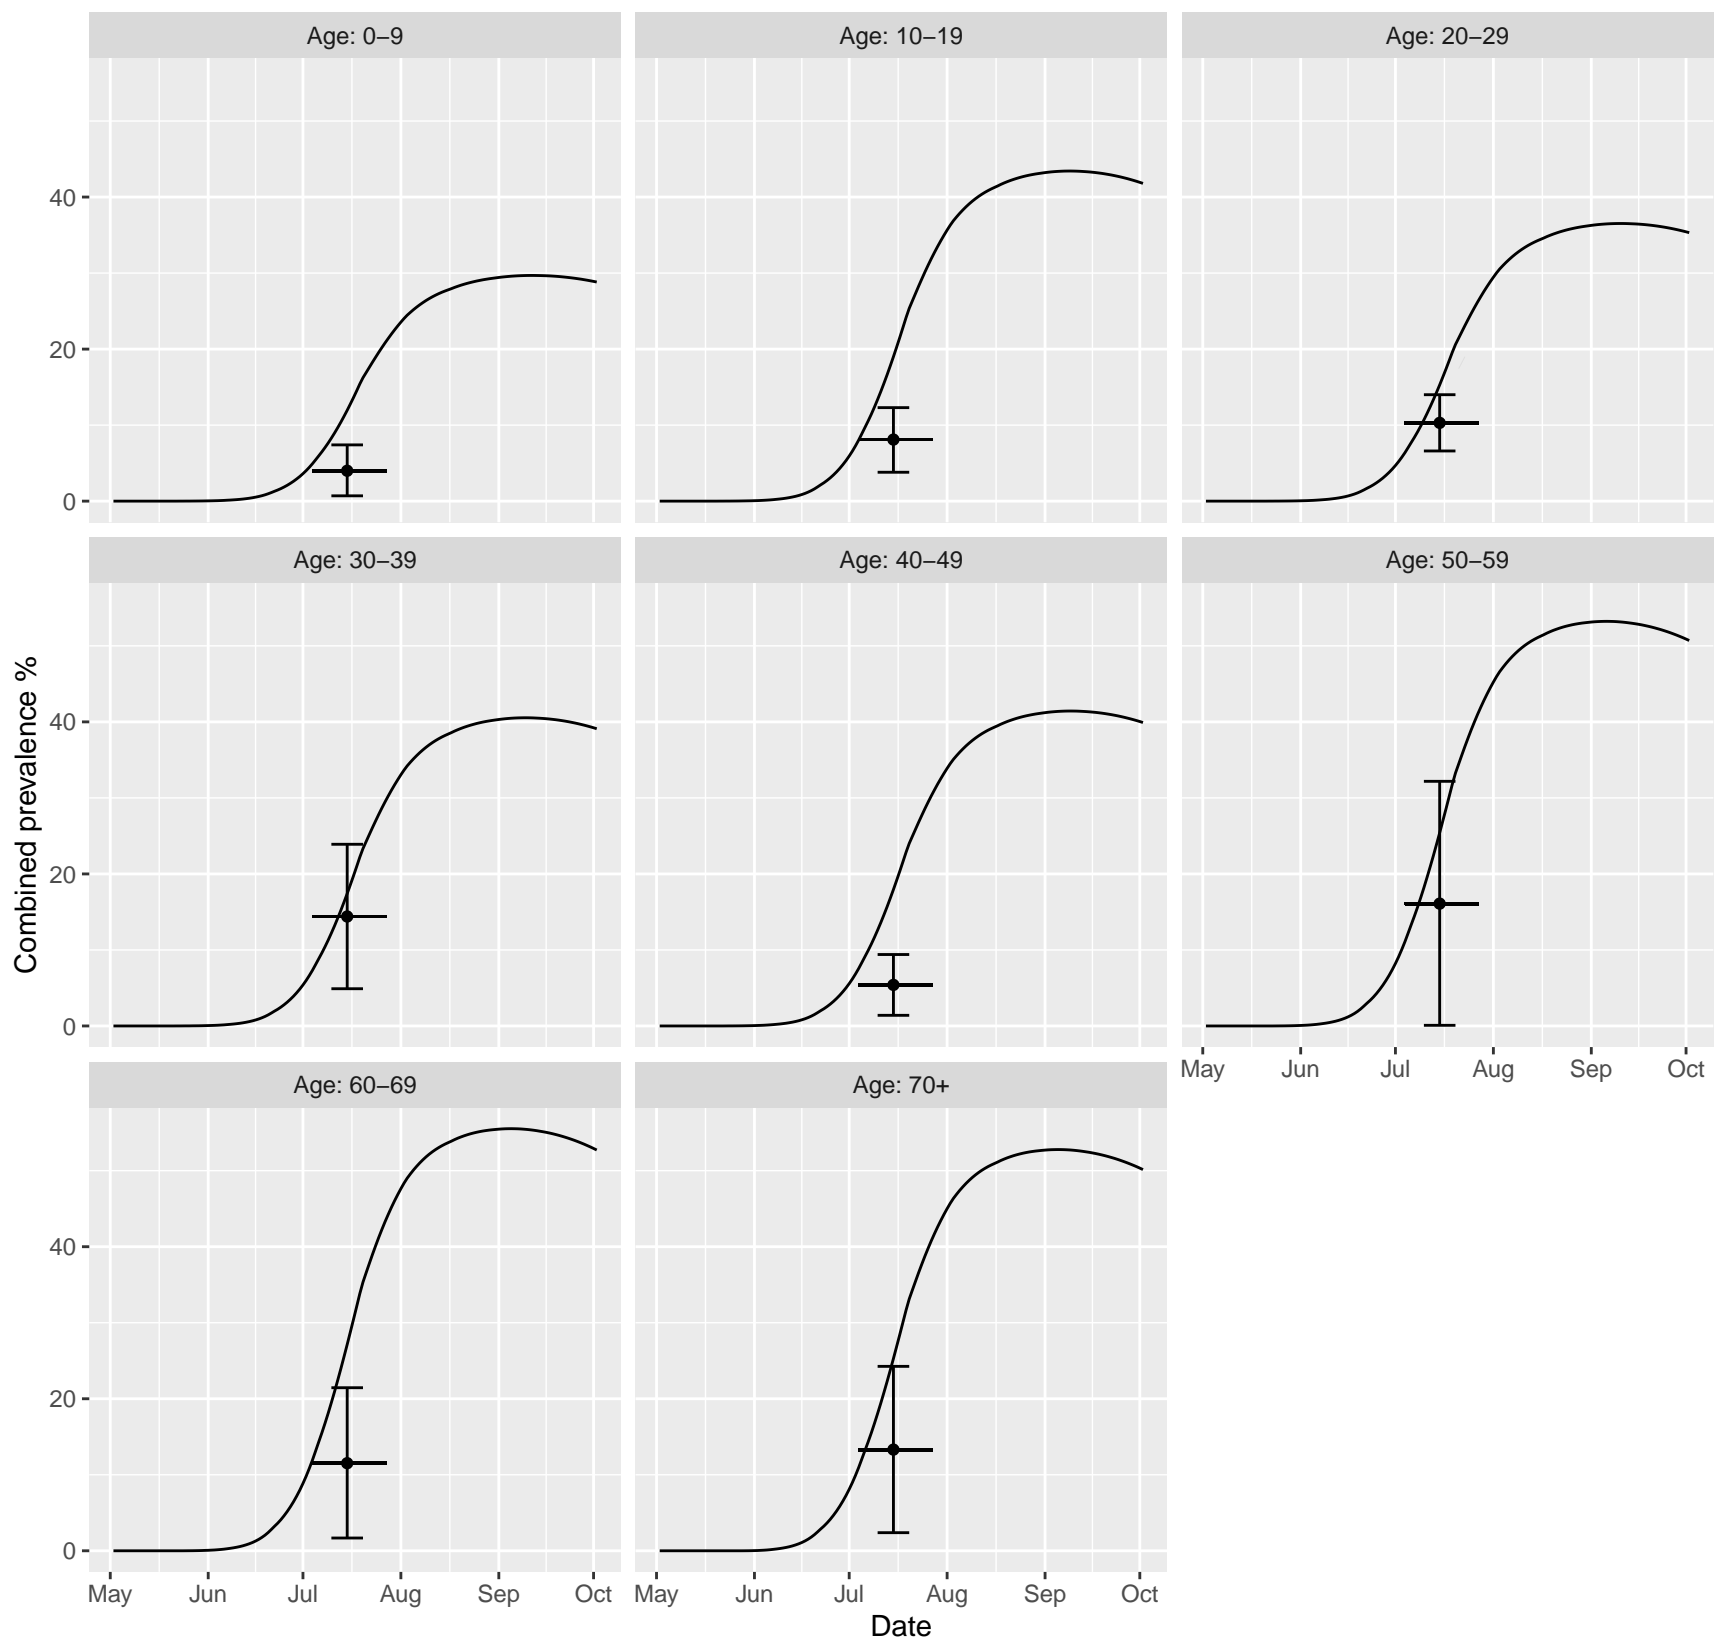 Age: 0–9
Age: 10–19
Age: 20–29
40
20
0
Age: 30–39
Age: 40–49
Age: 50–59
Combined prevalence %
40
20
0
May Jun Jul Aug Sep Oct
Age: 60–69
Age: 70+
40
20
0
May Jun Jul Aug Sep Oct
May Jun Jul Aug Sep Oct
Date